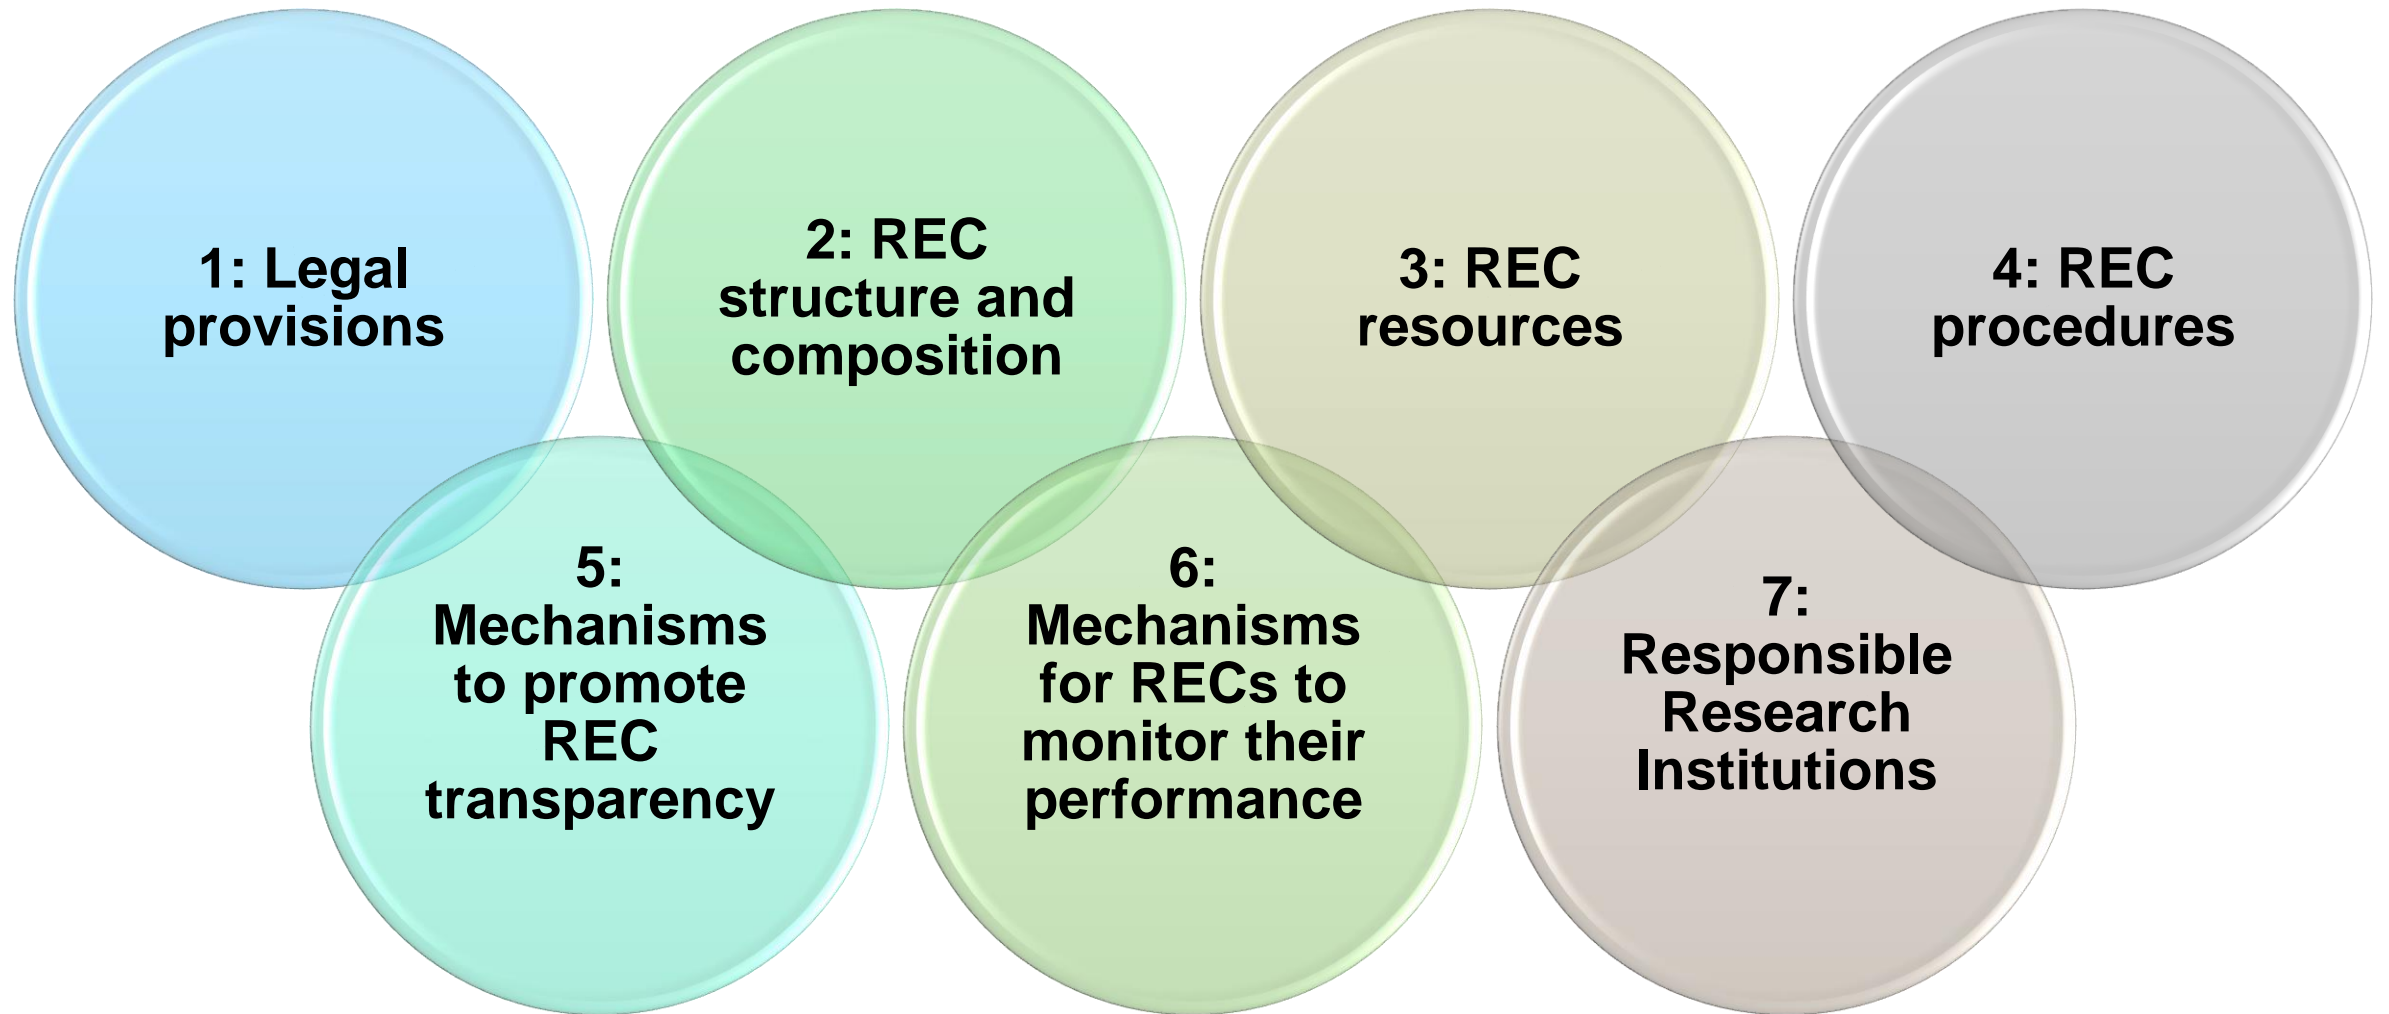 1: Legal
provisions
2: REC
structure and
composition
3: REC
resources
4: REC
procedures
5:
Mechanisms
to promote
REC
transparency
6:
Mechanisms
for RECs to
monitor their
performance
7:
Responsible
Research
Institutions